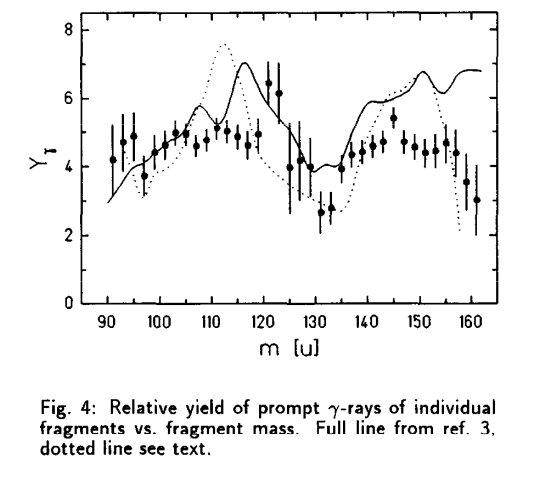 8
6
4
2
0
Yγ
90 100 110 120 130 140 150 160
m [u]
Fig. 4: Relative yield of prompt γ-rays of individual
fragments vs. fragment mass. Full line from ref. 3,
dotted line see text.